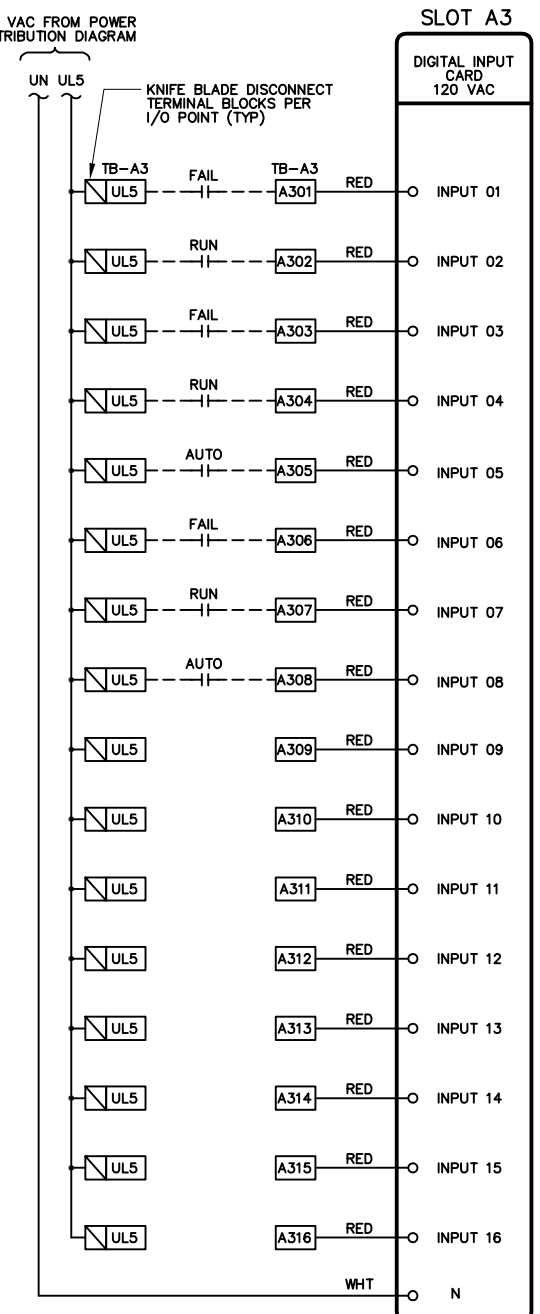 SLOT A3
VAC FROM POWER
TRIBUTION DIAGRAM
DIGITAL INPUT
CARD
120 VAC
UN UL5
KNIFE BLADE DISCONNECT
TERMINAL BLOCKS PER
I/O POINT (TYP)
TB-A3 TB-A3
UL5 FAIL A301 RED INPUT 01
UL5 RUN A302 RED INPUT 02
UL5 FAIL A303 RED INPUT 03
UL5 RUN A304 RED INPUT 04
UL5 AUTO A305 RED INPUT 05
UL5 FAIL A306 RED INPUT 06
UL5 RUN A307 RED INPUT 07
UL5 AUTO A308 RED INPUT 08
UL5 A309 RED INPUT 09
UL5 A310 RED INPUT 10
UL5 A311 RED INPUT 11
UL5 A312 RED INPUT 12
UL5 A313 RED INPUT 13
UL5 A314 RED INPUT 14
UL5 A315 RED INPUT 15
UL5 A316 RED INPUT 16
WHT N